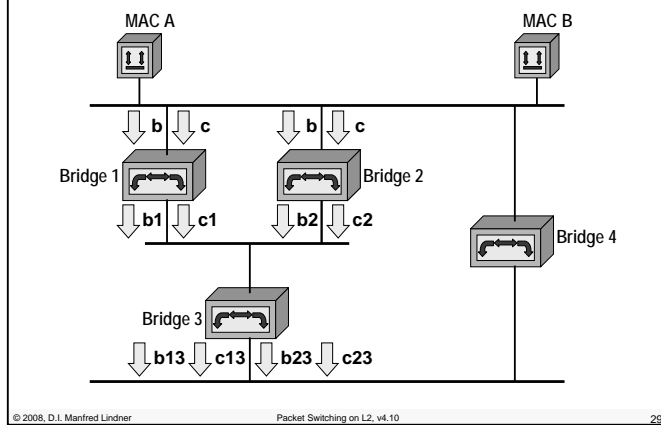 MAC A MAC B
b c b c
Bridge 1 Bridge 2
b1 c1 b2 c2
Bridge 4
Bridge 3
b13 c13 b23 c23
© 2008, D.I. Manfred Lindner Packet Switching on L2, v4.10 29